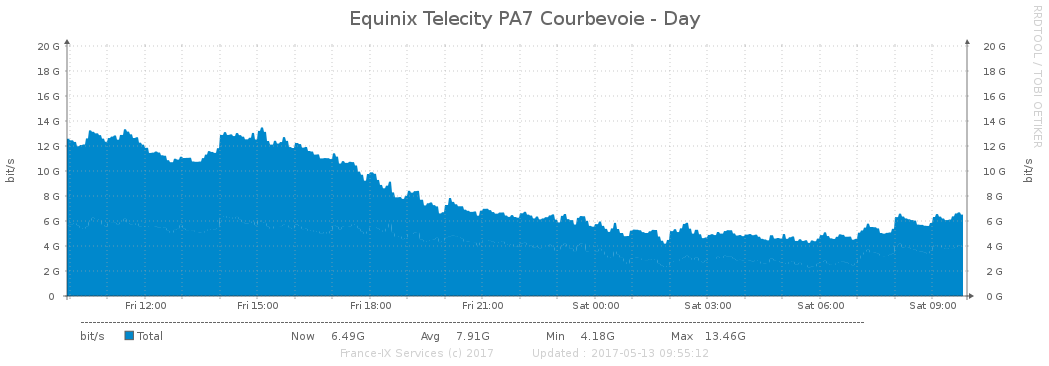 Equinix Telecity PA7 Courbevoie - Day
RRDTOOL / TOBI OETIKER
bit/s
20 G 20 G
18 G 18 G
16 G 16 G
14 G 14 G
12 G 12 G
10 G 10 G
8 G 8 G
6 G 6 G
4 G 4 G
2 G 2 G
0 0 G
bit/s
Fri 12:00 Fri 15:00 Fri 18:00 Fri 21:00 Sat 00:00 Sat 03:00 Sat 06:00 Sat 09:00
bit/s Total Now 6.49G Avg 7.91G Min 4.18G Max 13.46G
France-IX Services (c) 2017 Updated : 2017-05-13 09:55:12